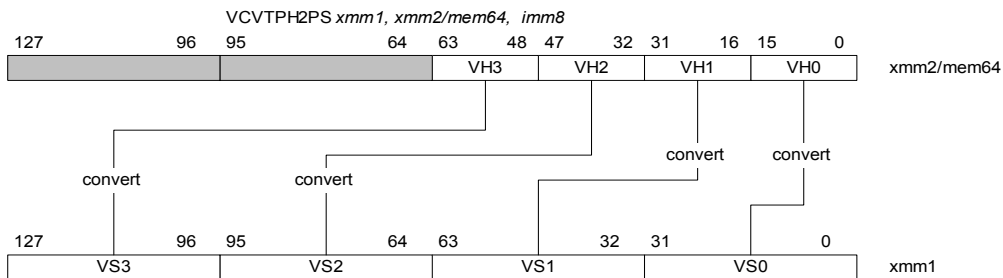 VCVTPH2PS xmm1, xmm2/mem64, imm8
127 96 95 64 63 48 47 32 31 16 15 0
VH3 VH2 VH1 VH0 xmm2/mem64
convert convert
convert convert
127 96 95 64 63 32 31 0
VS3 VS2 VS1 VS0 xmm1